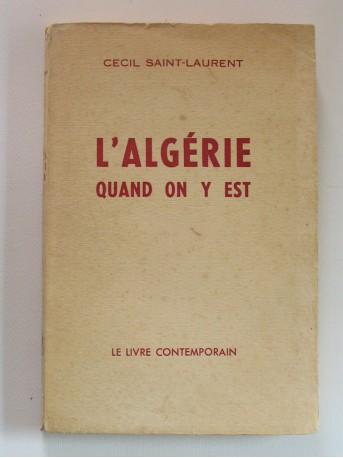 CECIL SAINT-LAURENT
L'ALGÉRIE
QUAND ON Y EST
LE LIVRE CONTEMPORAIN